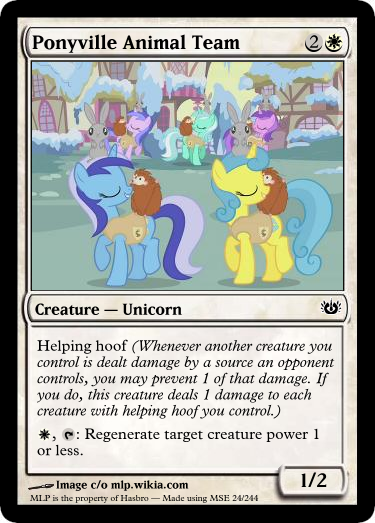 Ponyville Animal Team 2
Creature — Unicorn
Helping hoof (Whenever another creature you
control is dealt damage by a source an opponent
controls, you may prevent 1 of that damage. If
you do, this creature deals 1 damage to each
creature with helping hoof you control.)
, : Regenerate target creature power 1
or less.
Image c/o mlp.wikia.com
MLP is the property of Hasbro — Made using MSE 24/244
1/2